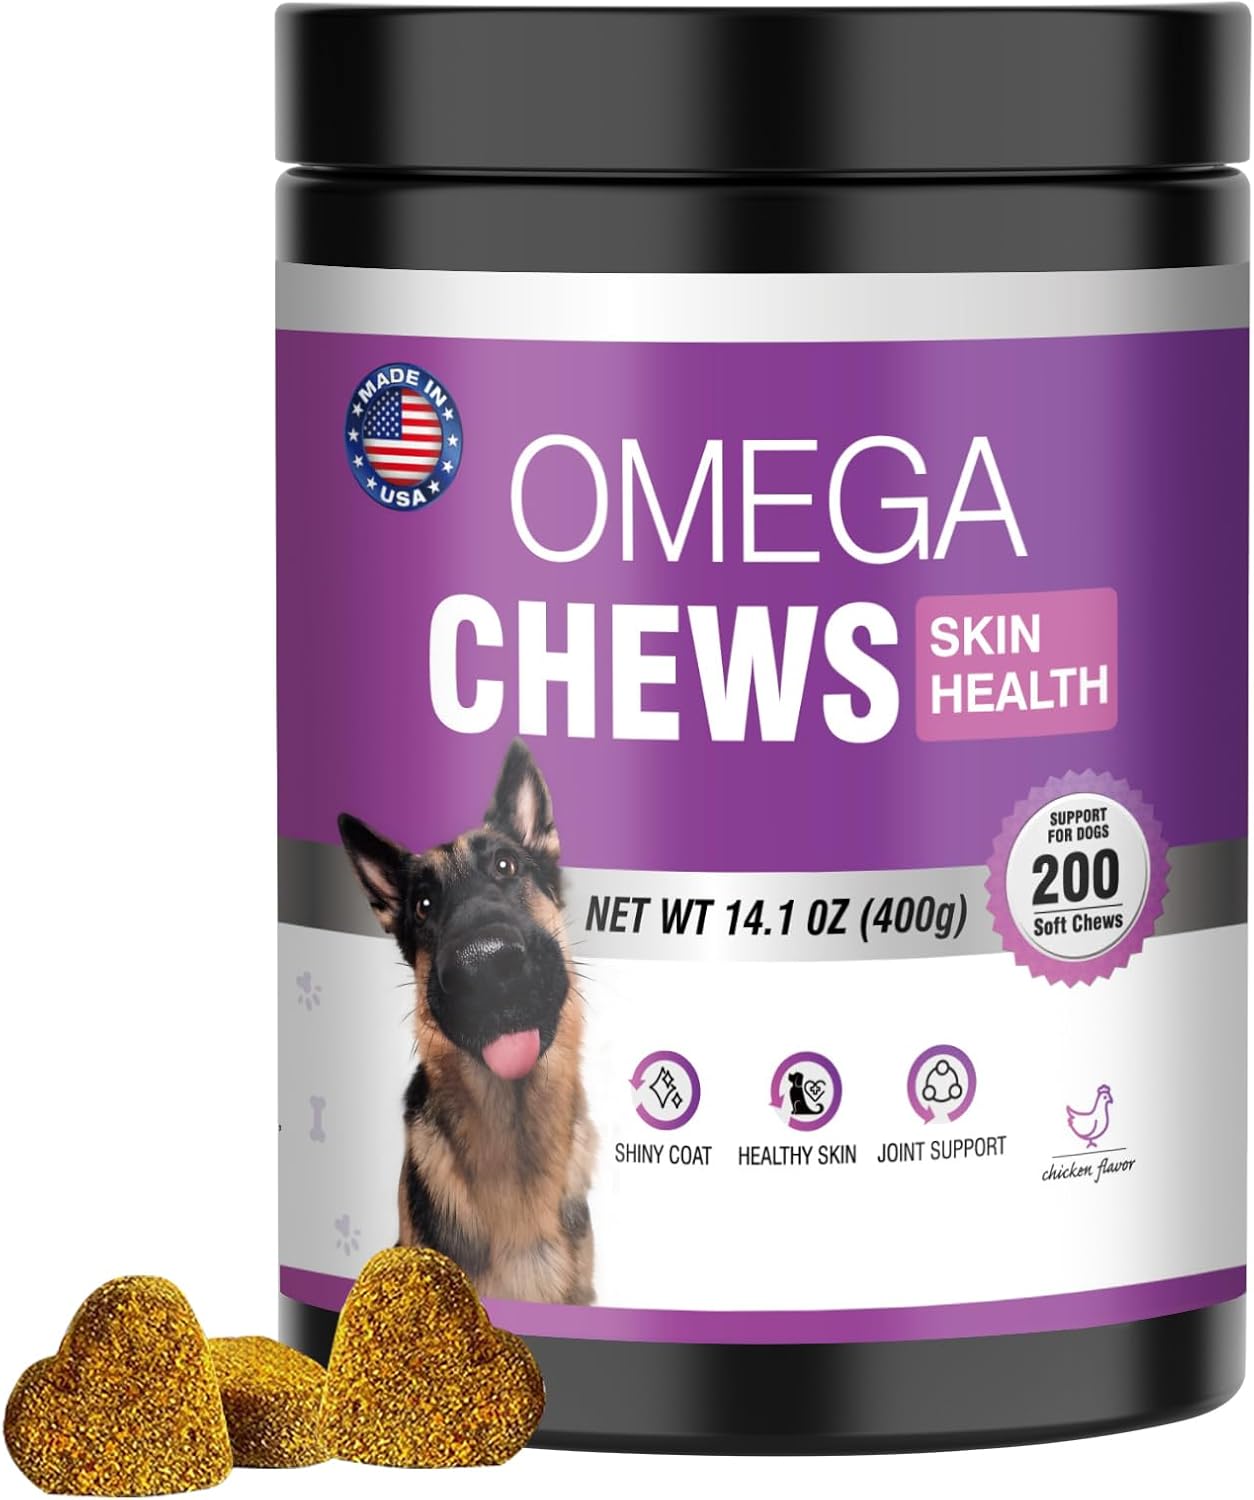 MADE IN
USA
OMEGA
CHEWS
SKIN
HEALTH
SUPPORT
FOR DOGS
200
Soft Chews
NET WT 14.1 OZ (400g)
SHINY COAT
HEALTHY SKIN
JOINT SUPPORT
chicken flavor